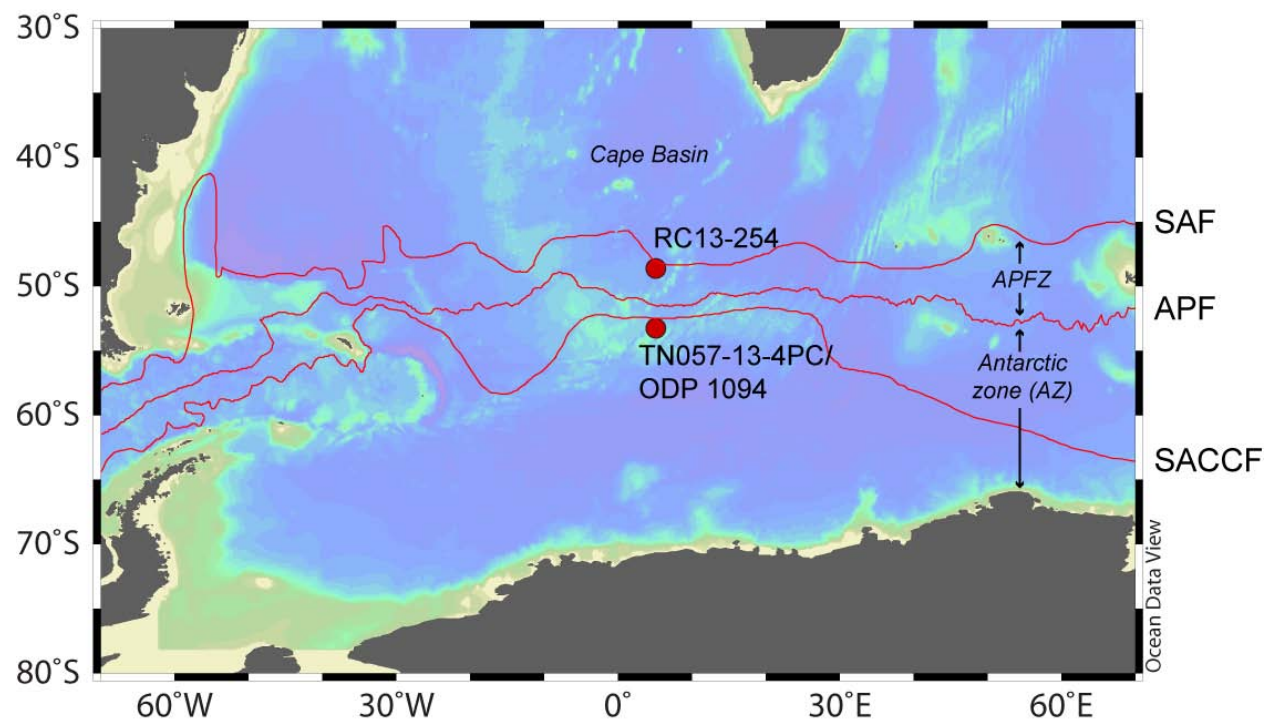 30°S
40°S
50°S
60°S
70°S
80°S
60°W
30°W
0°
30°E
60°E
Cape Basin
RC13-254
TN057-13-4PC/
ODP 1094
APFZ
Antarctic
zone (AZ)
SAF
APF
SACCF
Ocean Data View